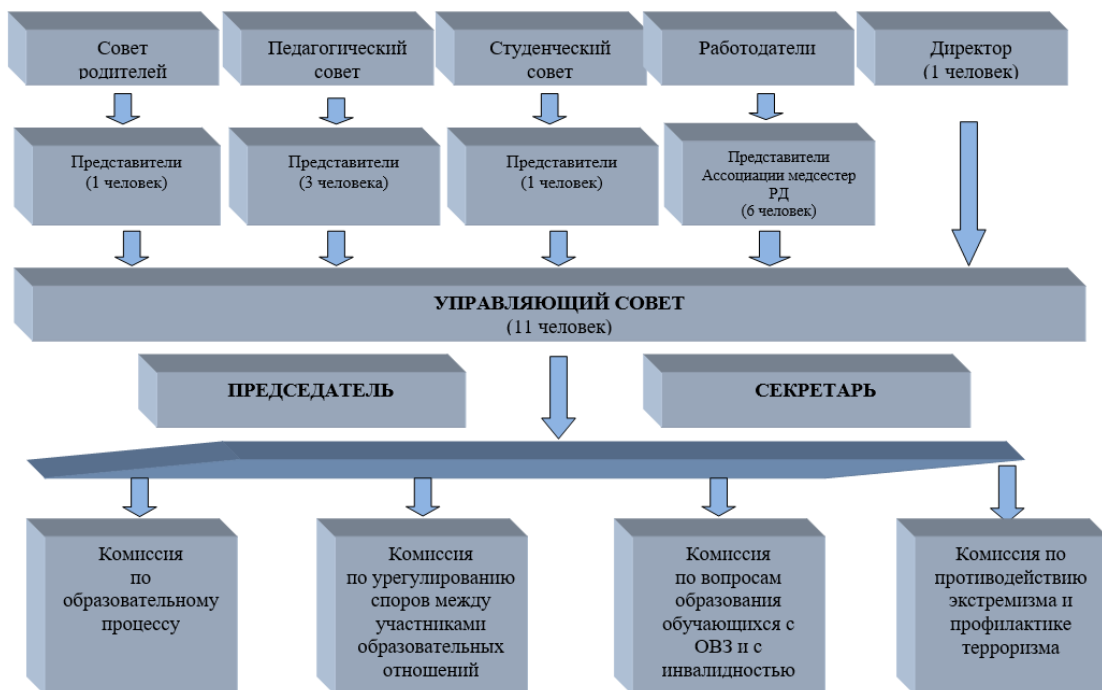 Совет
родителей
Педагогический
совет
Студенческий
совет
Работодатели
Директор
(1 человек)
Представители
(1 человек)
Представители
(3 человека)
Представители
(1 человек)
Представители
Ассоциации медсестер
РД
(6 человек)
УПРАВЛЯЮЩИЙ СОВЕТ
(11 человек)
ПРЕДСЕДАТЕЛЬ
СЕКРЕТАРЬ
Комиссия
по
образовательному
процессу
Комиссия
по урегулированию
споров между
участниками
образовательных
отношений
Комиссия
по вопросам
образования
обучающихся с
ОВЗ и с
инвалидностью
Комиссия по
противодействию
экстремизма и
профилактике
терроризма